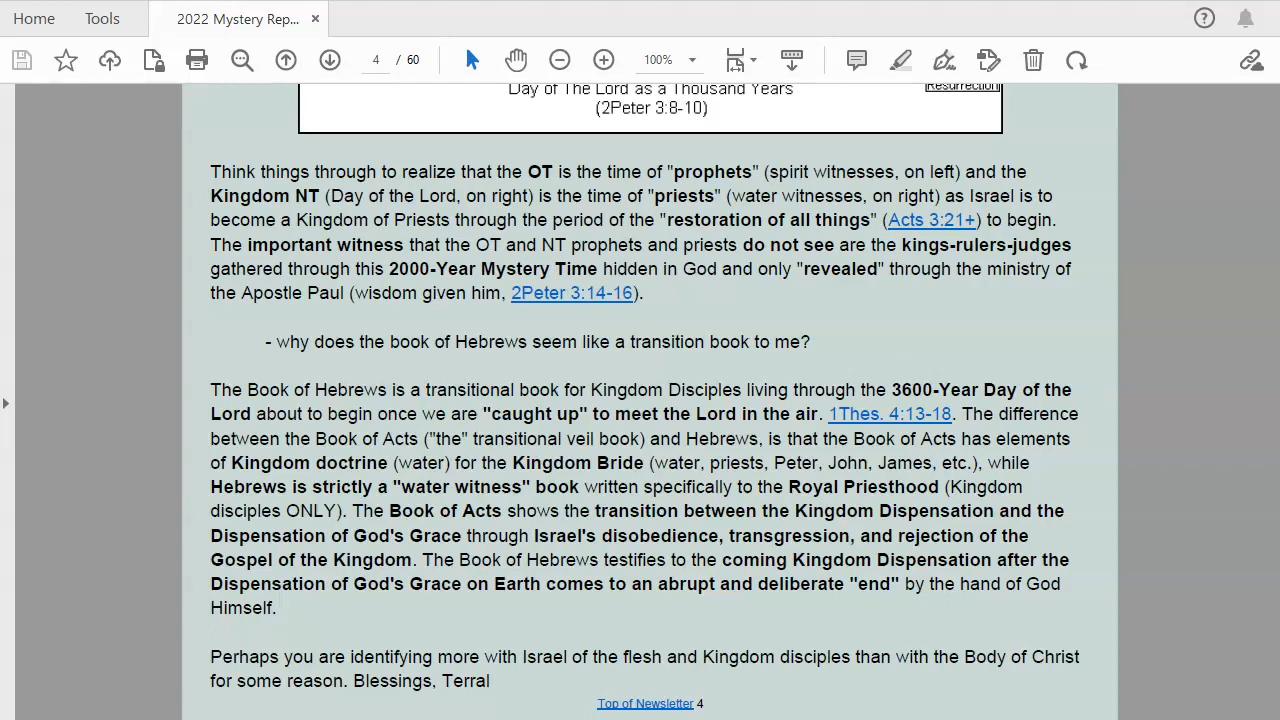 Home Tools 2022 Mystery Rep... ×
4 / 60 100%
Day of The Lord as a Thousand Years Resurrection
(2Peter 3:8-10)
Think things through to realize that the OT is the time of "prophets" (spirit witnesses, on left) and the
Kingdom NT (Day of the Lord, on right) is the time of "priests" (water witnesses, on right) as Israel is to
become a Kingdom of Priests through the period of the "restoration of all things" (Acts 3:21+) to begin.
The important witness that the OT and NT prophets and priests do not see are the kings-rulers-judges
gathered through this 2000-Year Mystery Time hidden in God and only "revealed" through the ministry of
the Apostle Paul (wisdom given him, 2Peter 3:14-16).
- why does the book of Hebrews seem like a transition book to me?
The Book of Hebrews is a transitional book for Kingdom Disciples living through the 3600-Year Day of the
Lord about to begin once we are "caught up" to meet the Lord in the air. 1Thes. 4:13-18. The difference
between the Book of Acts ("the" transitional veil book) and Hebrews, is that the Book of Acts has elements
of Kingdom doctrine (water) for the Kingdom Bride (water, priests, Peter, John, James, etc.), while
Hebrews is strictly a "water witness" book written specifically to the Royal Priesthood (Kingdom
disciples ONLY). The Book of Acts shows the transition between the Kingdom Dispensation and the
Dispensation of God's Grace through Israel's disobedience, transgression, and rejection of the
Gospel of the Kingdom. The Book of Hebrews testifies to the coming Kingdom Dispensation after the
Dispensation of God's Grace on Earth comes to an abrupt and deliberate "end" by the hand of God
Himself.
Perhaps you are identifying more with Israel of the flesh and Kingdom disciples than with the Body of Christ
for some reason. Blessings, Terral
Top of Newsletter 4